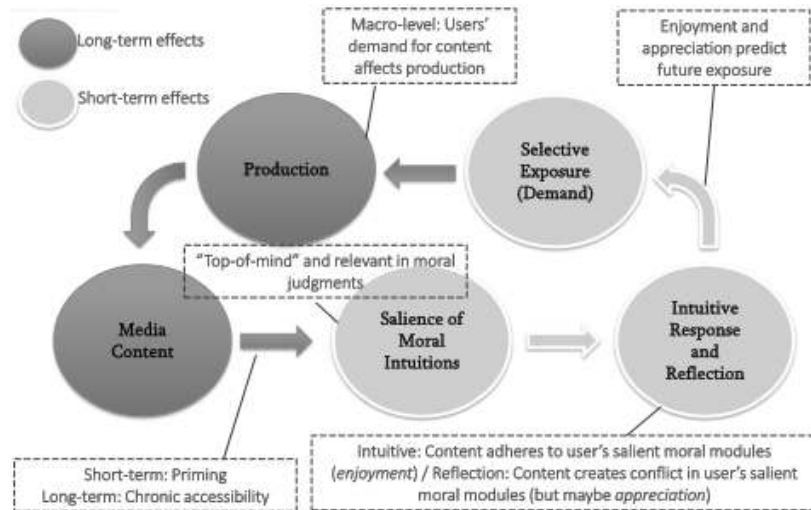 Long-term effects
Short-term effects
Macro-level: Users'
demand for content
affects production
Enjoyment and
appreciation predict
future exposure
Production
Selective
Exposure
(Demand)
"Top-of-mind" and relevant in moral
judgments
Media
Content
Salience of
Moral
Intuitions
Intuitive
Response
and
Reflection
Short-term: Priming
Long-term: Chronic accessibility
Intuitive: Content adheres to user's salient moral modules
(enjoyment) / Reflection: Content creates conflict in user's salient
moral modules (but maybe appreciation)